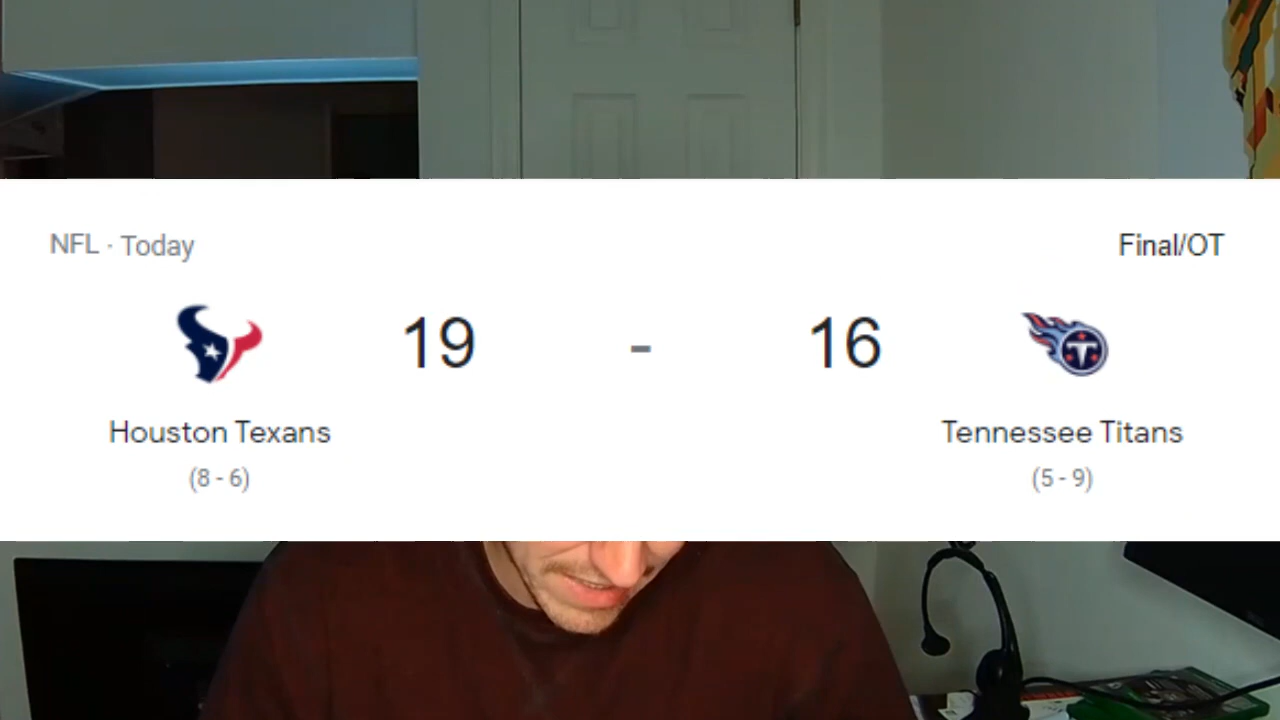 NFL · Today
Final/OT
19 - 16
Houston Texans
Tennessee Titans
(8 - 6)
(5 - 9)